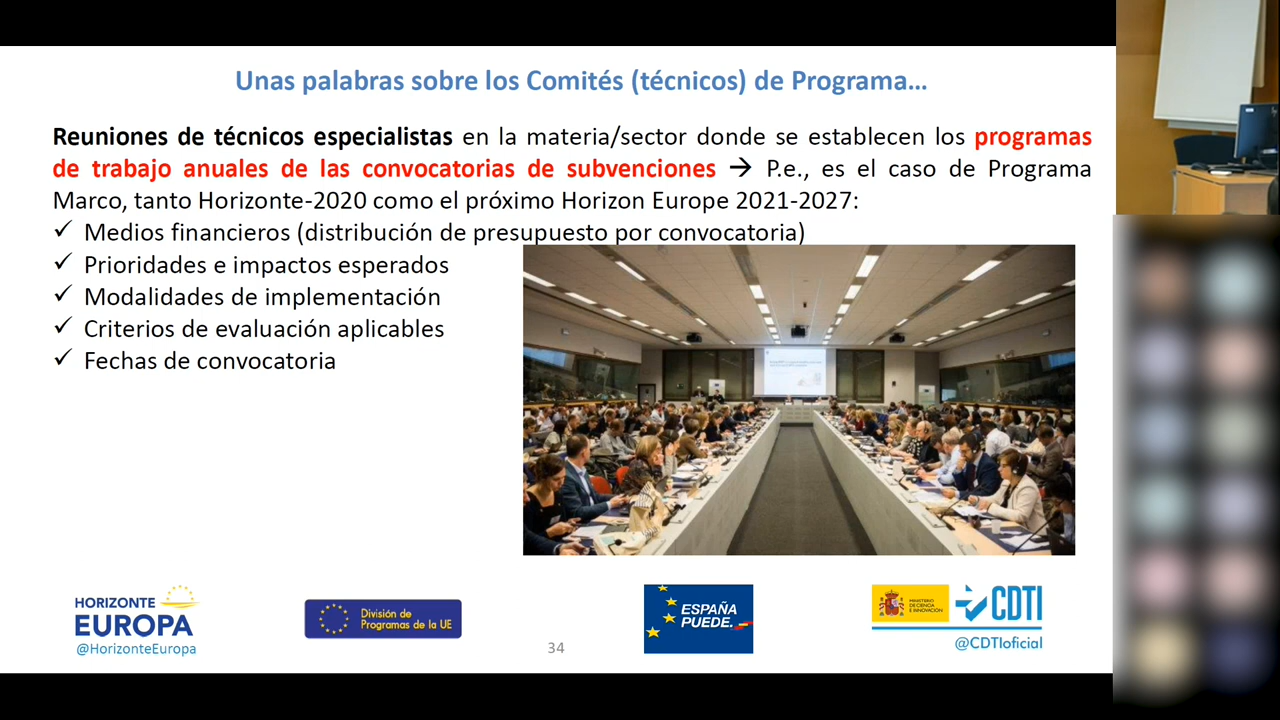 Unas palabras sobre los Comités (técnicos) de Programa...
Reuniones de técnicos especialistas en la materia/sector donde se establecen los programas
de trabajo anuales de las convocatorias de subvenciones → P.e., es el caso de Programa
Marco, tanto Horizonte-2020 como el próximo Horizon Europe 2021-2027:
✓ Medios financieros (distribución de presupuesto por convocatoria)
✓ Prioridades e impactos esperados
✓ Modalidades de implementación
✓ Criterios de evaluación aplicables
✓ Fechas de convocatoria
HORIZONTE
EUROPA
@HorizonteEuropa
División de
Programas de la UE
34
ESPAÑA
PUEDE.
MINISTERIO
DE CIENCIA
E INNOVACIÓN
CDTI
@CDTIoficial